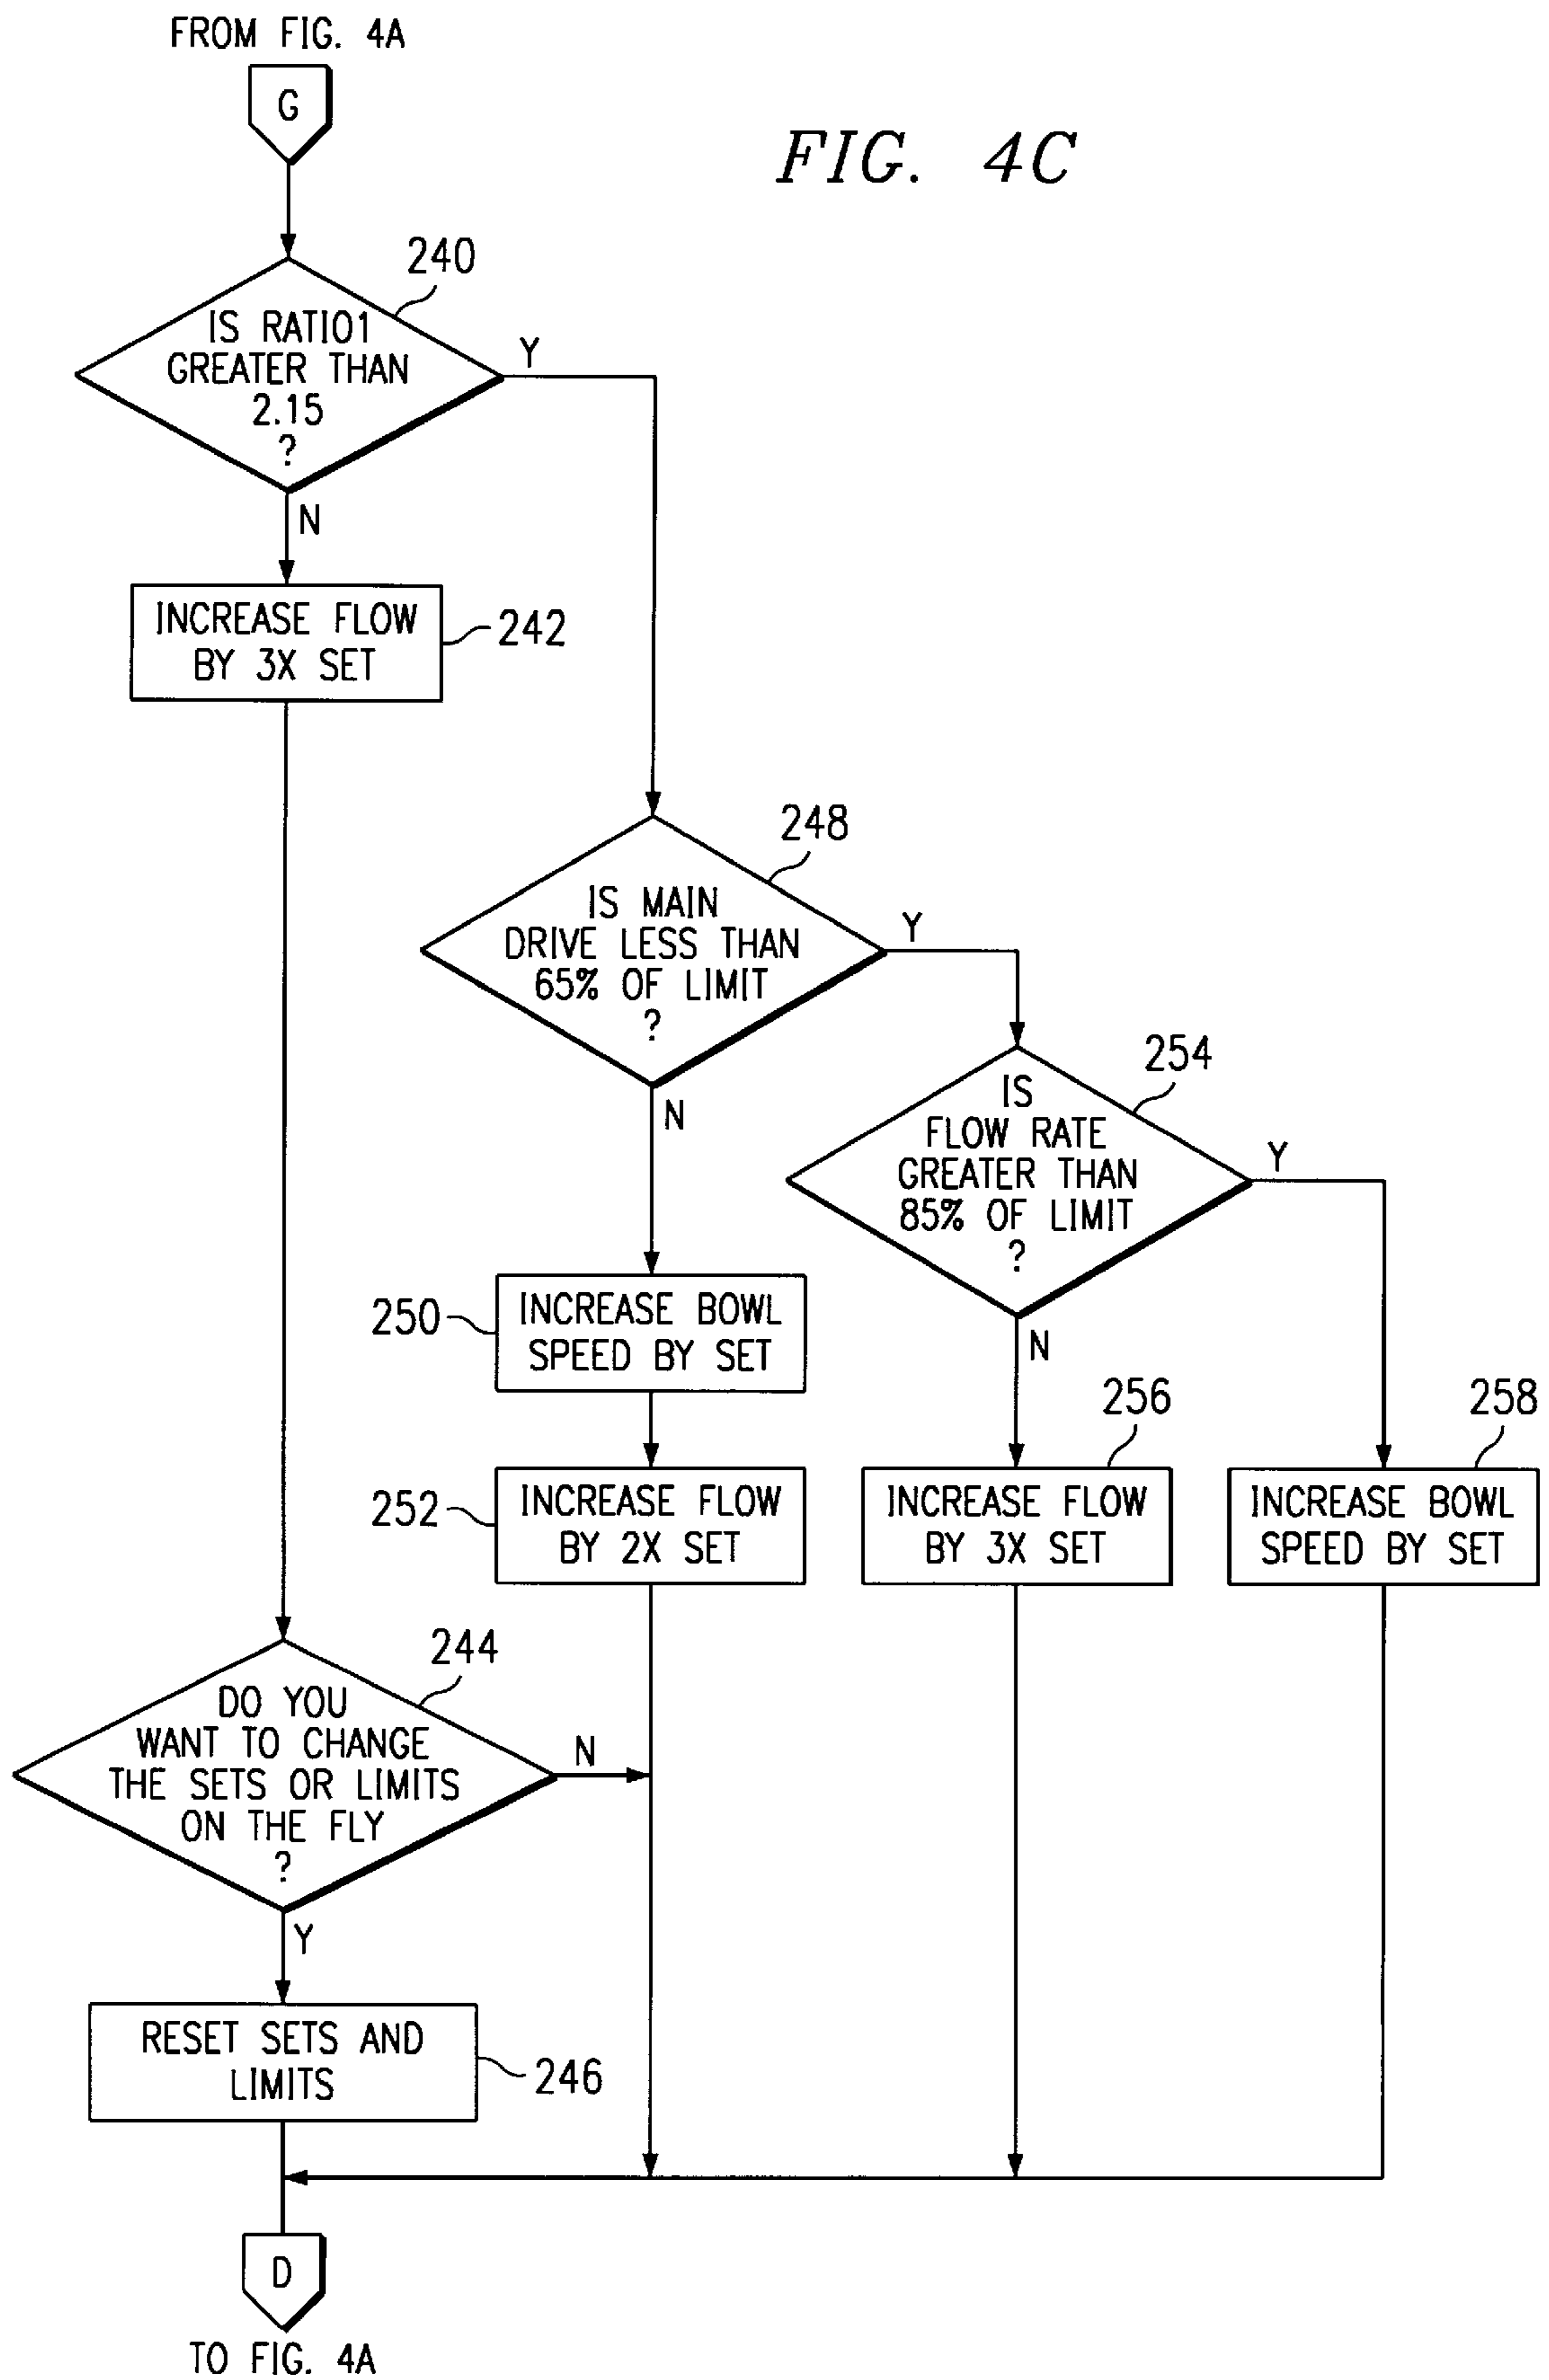 FROM FIG. 4A
G
FIG. 4C
240
IS RATIO1
GREATER THAN
2.15
?
Y
N
INCREASE FLOW
BY 3X SET
242
248
IS MAIN
DRIVE LESS THAN
65% OF LIMIT
?
Y
N
254
IS
FLOW RATE
GREATER THAN
85% OF LIMIT
?
Y
N
250
INCREASE BOWL
SPEED BY SET
252
INCREASE FLOW
BY 2X SET
256
INCREASE FLOW
BY 3X SET
258
INCREASE BOWL
SPEED BY SET
244
DO YOU
WANT TO CHANGE
THE SETS OR LIMITS
ON THE FLY
?
N
Y
RESET SETS AND
LIMITS
246
D
TO FIG. 4A